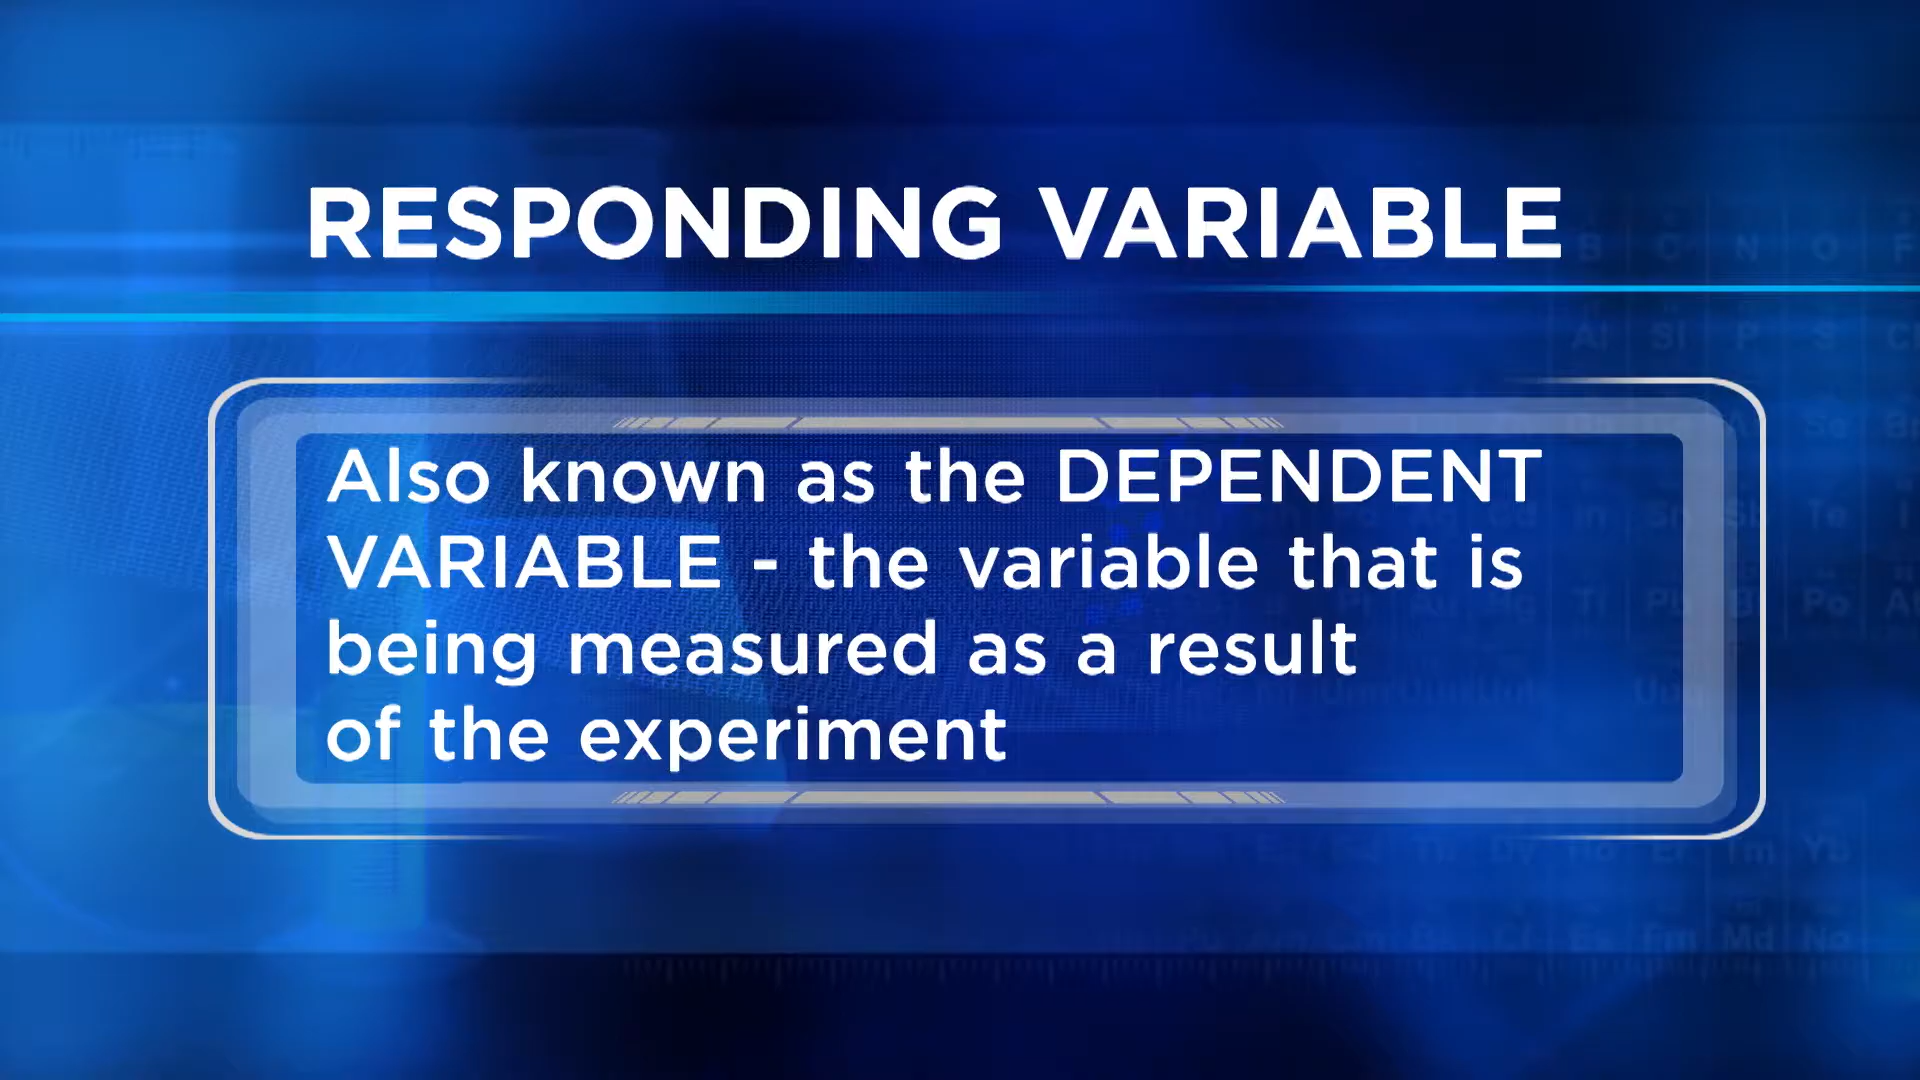 RESPONDING VARIABLE
Also known as the DEPENDENT
VARIABLE - the variable that is
being measured as a result
of the experiment